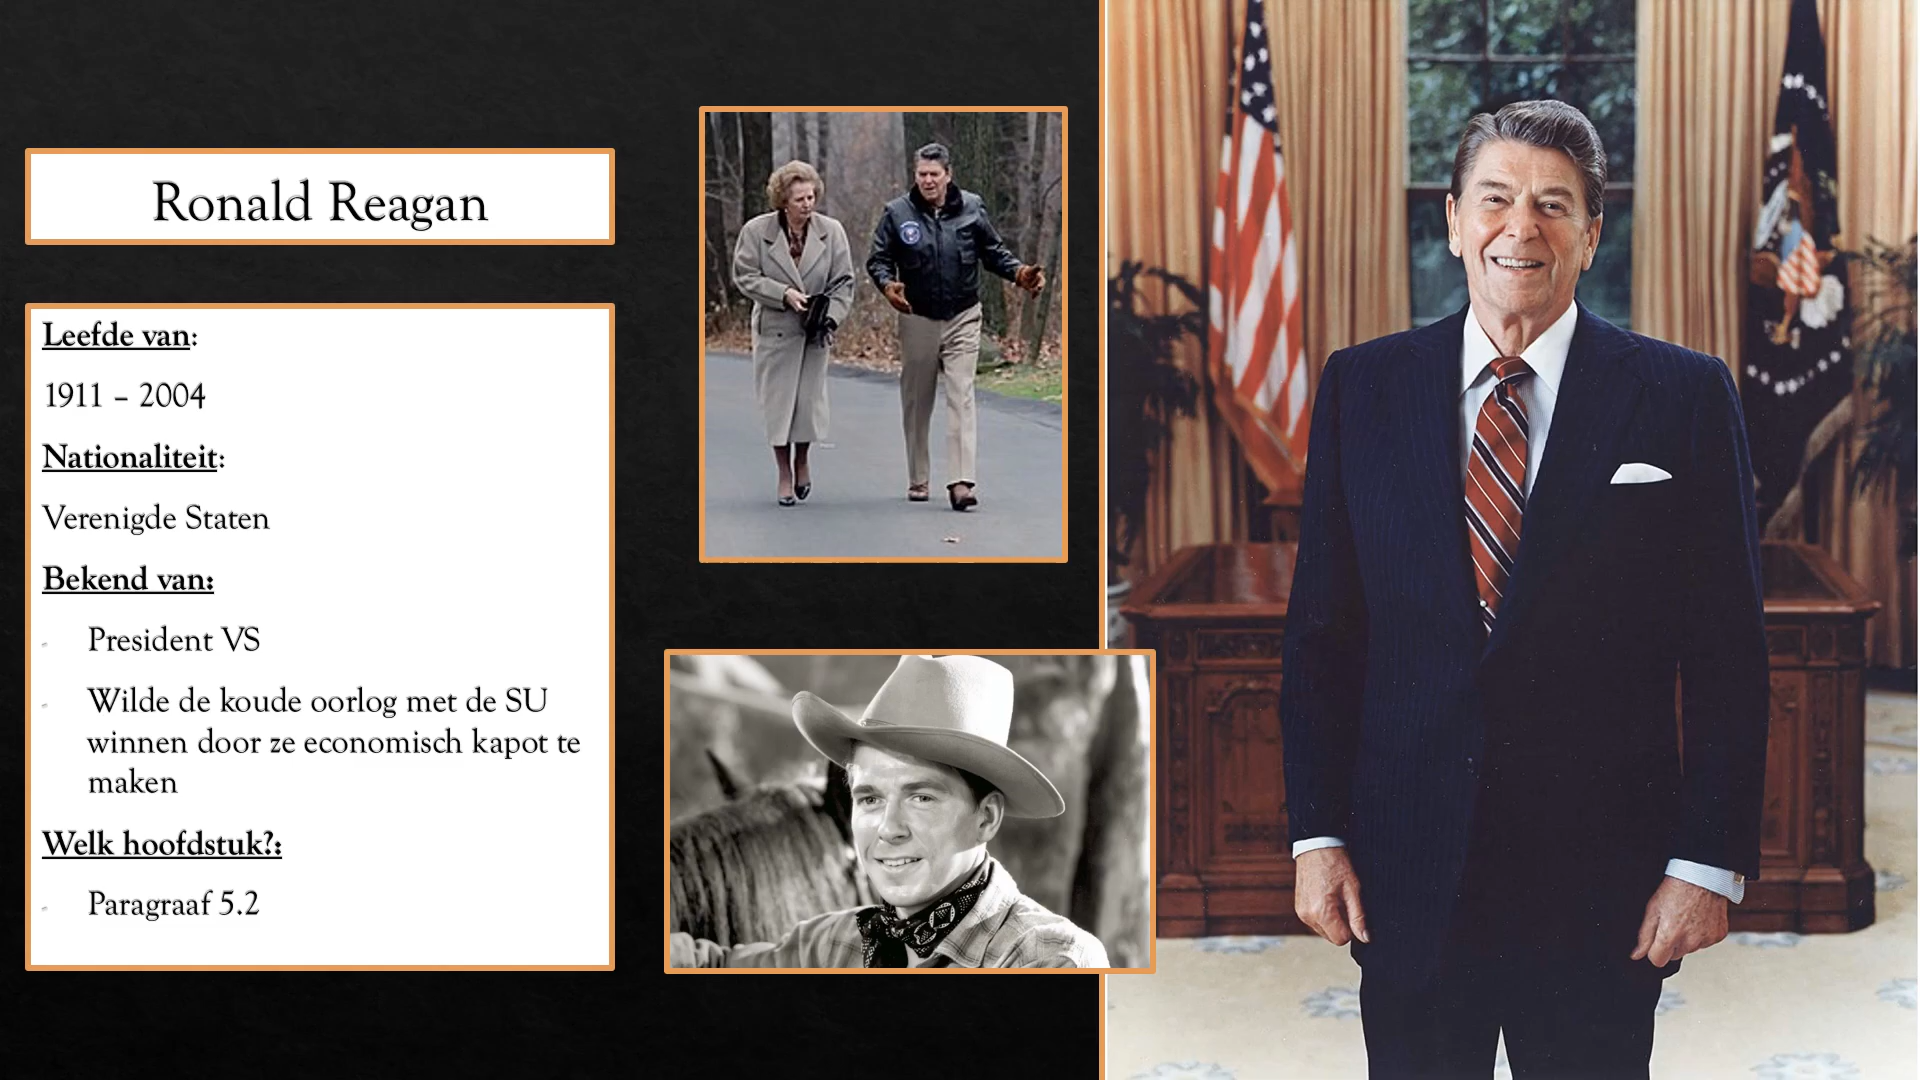 Ronald Reagan
Leefde van:
1911 – 2004
Nationaliteit:
Verenigde Staten
Bekend van:
- President VS
- Wilde de koude oorlog met de SU
winnen door ze economisch kapot te
maken
Welk hoofdstuk?:
- Paragraaf 5.2